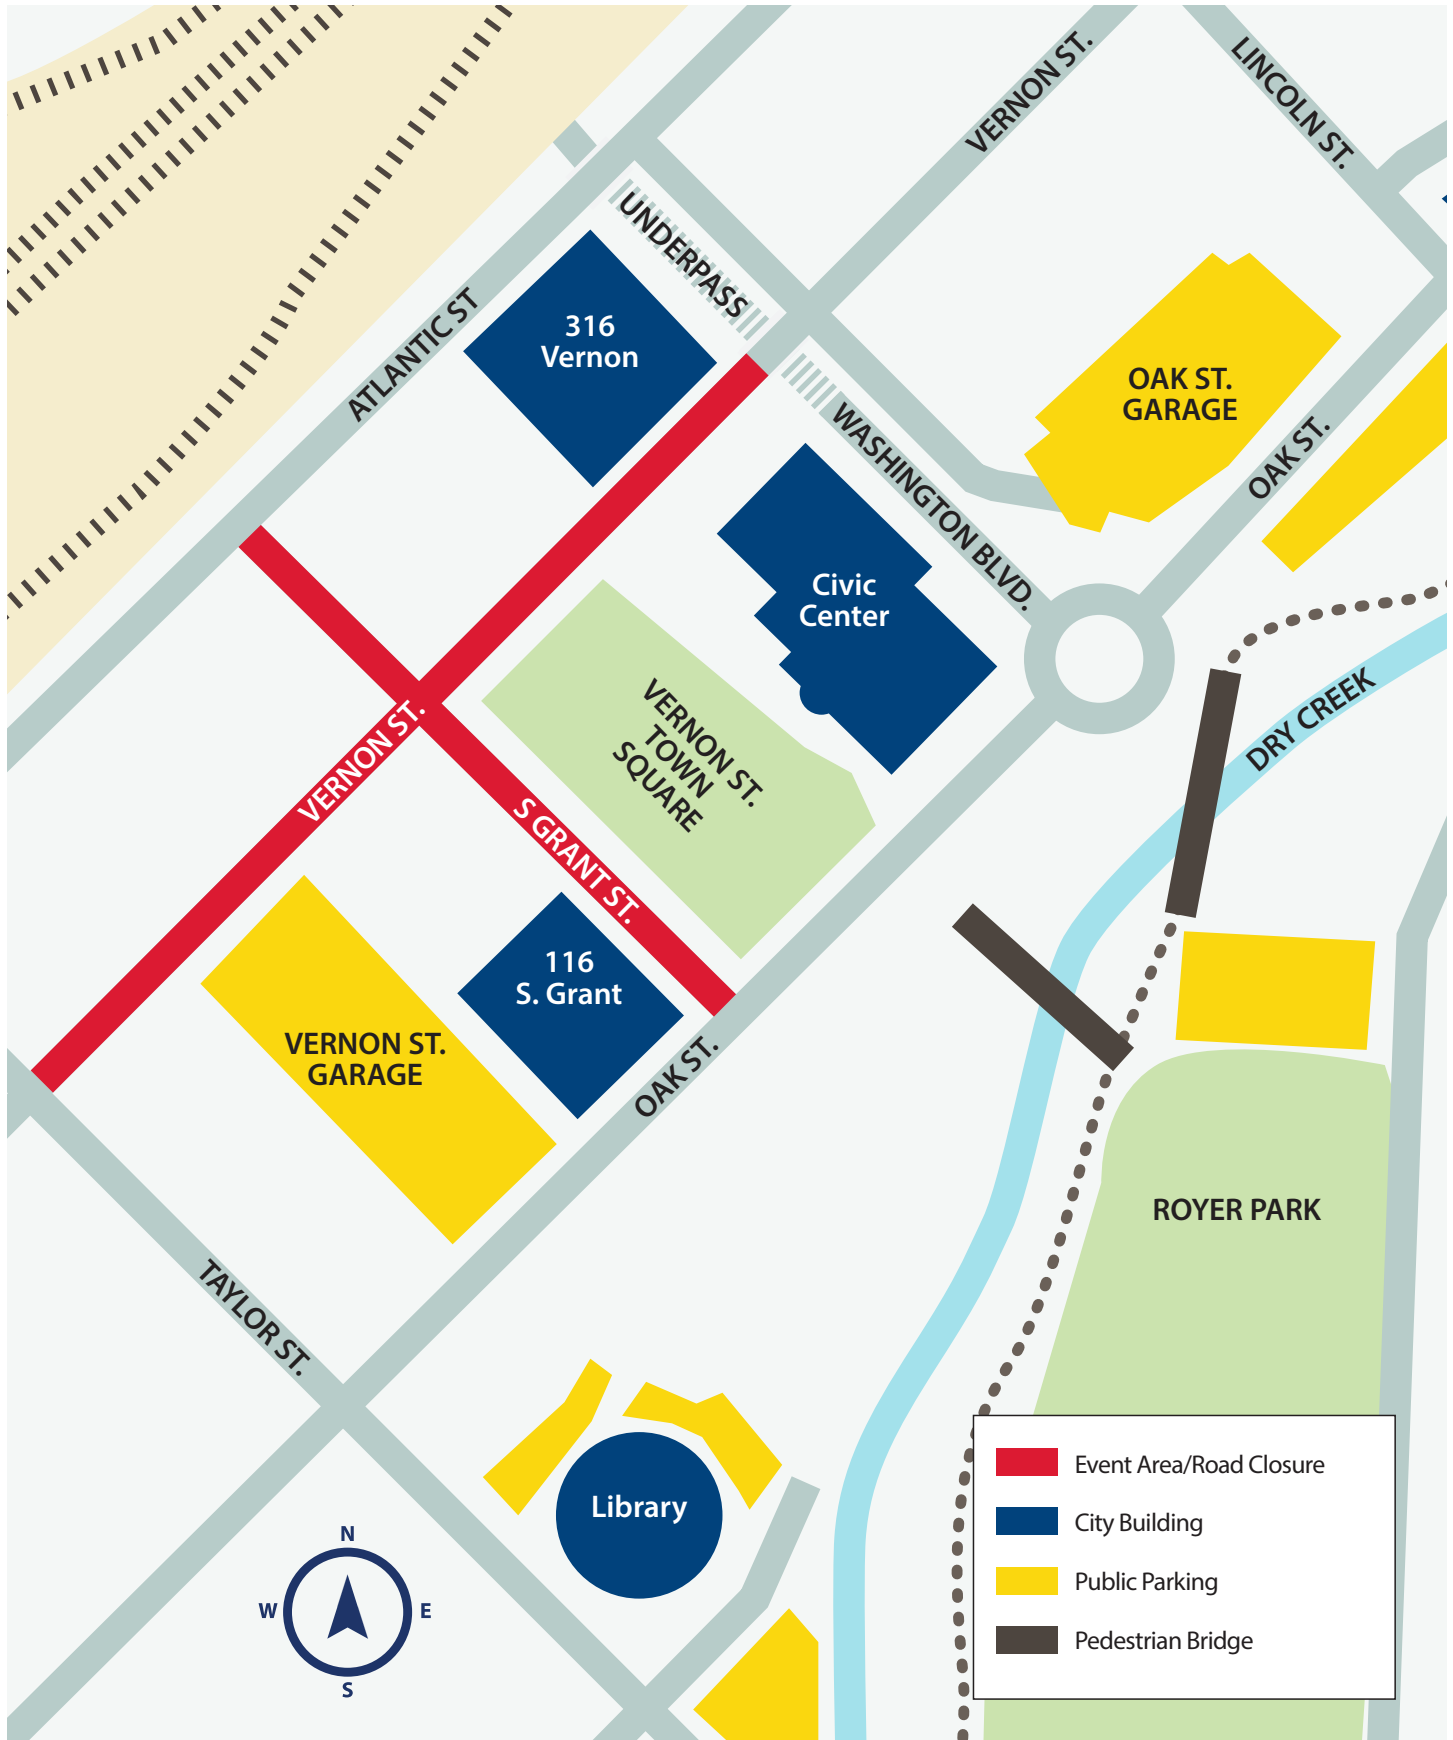 VERNON ST.
LINCOLN ST.
UNDERPASS
ATLANTIC ST
316
Vernon
OAK ST.
GARAGE
WASHINGTON BLVD.
OAK ST.
Civic
Center
VERNON ST.
TOWN
SQUARE
VERNON ST.
S GRANT ST.
DRY CREEK
116
S. Grant
VERNON ST.
GARAGE
OAK ST.
ROYER PARK
TAYLOR ST.
Library
N
W
E
S
Event Area/Road Closure
City Building
Public Parking
Pedestrian Bridge